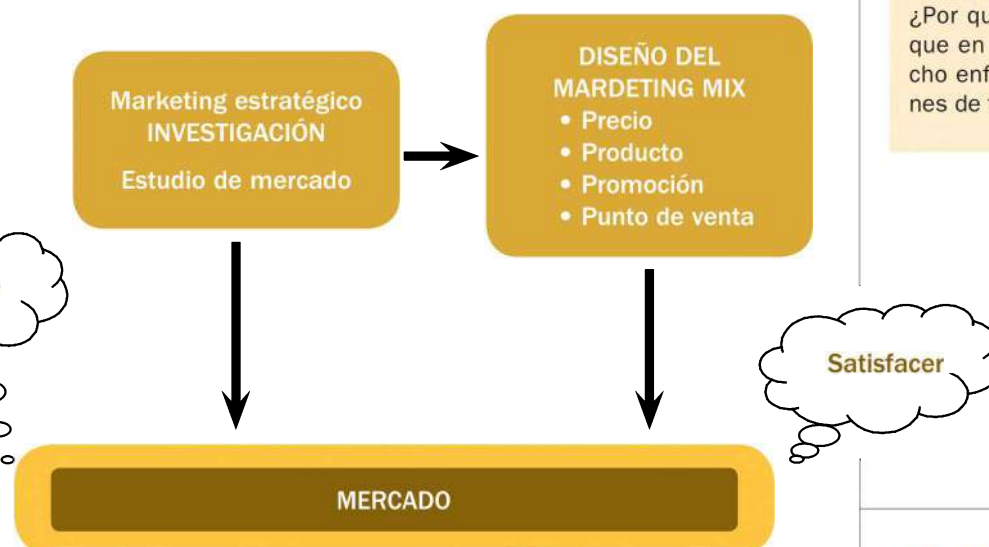 Marketing estratégico
INVESTIGACIÓN
Estudio de mercado
DISEÑO DEL
MARDETING MIX
• Precio
• Producto
• Promoción
• Punto de venta
Satisfacer
MERCADO
¿Por qu
que en
cho enf
nes de